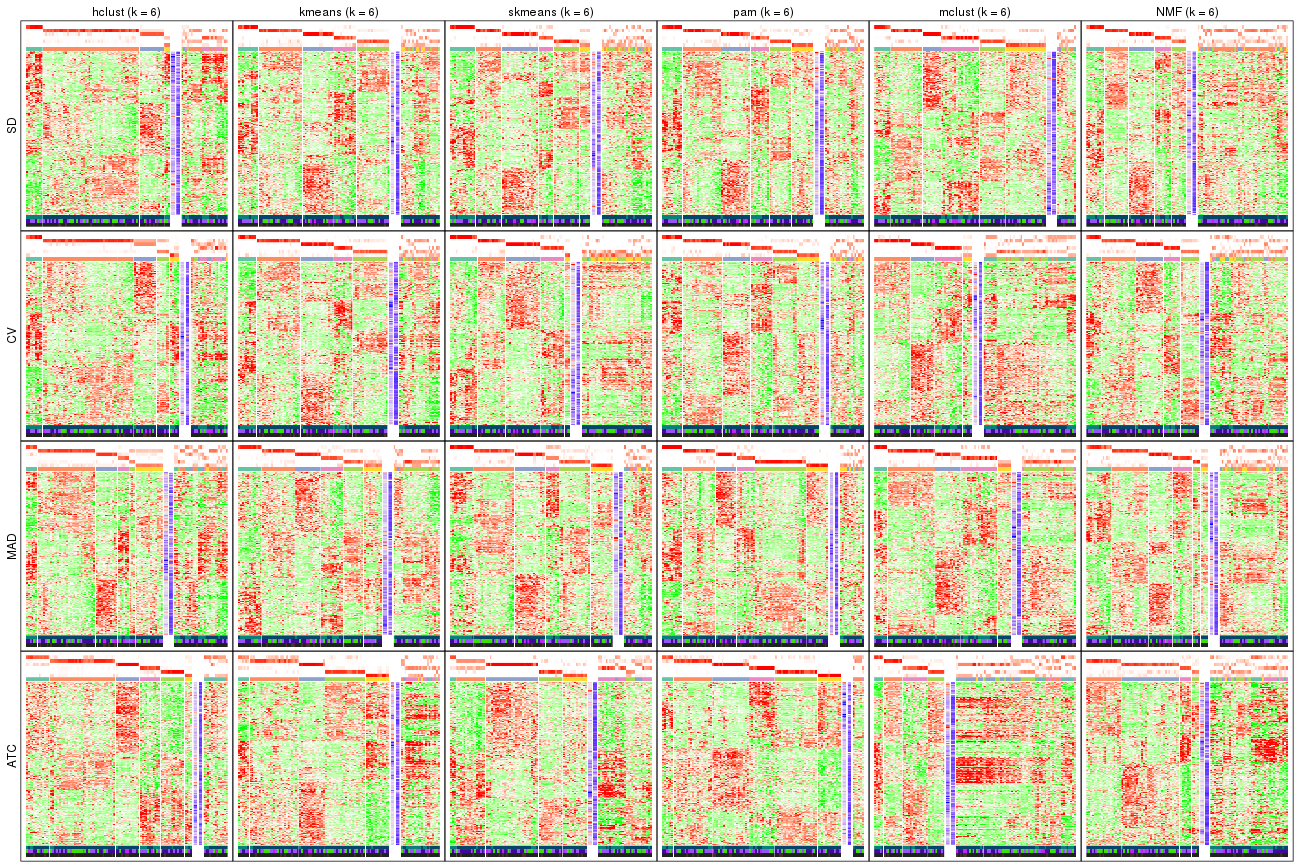 hclust (k = 6) kmeans (k = 6) skmeans (k = 6) pam (k = 6) mclust (k = 6) NMF (k = 6)
SD
CV
MAD
ATC